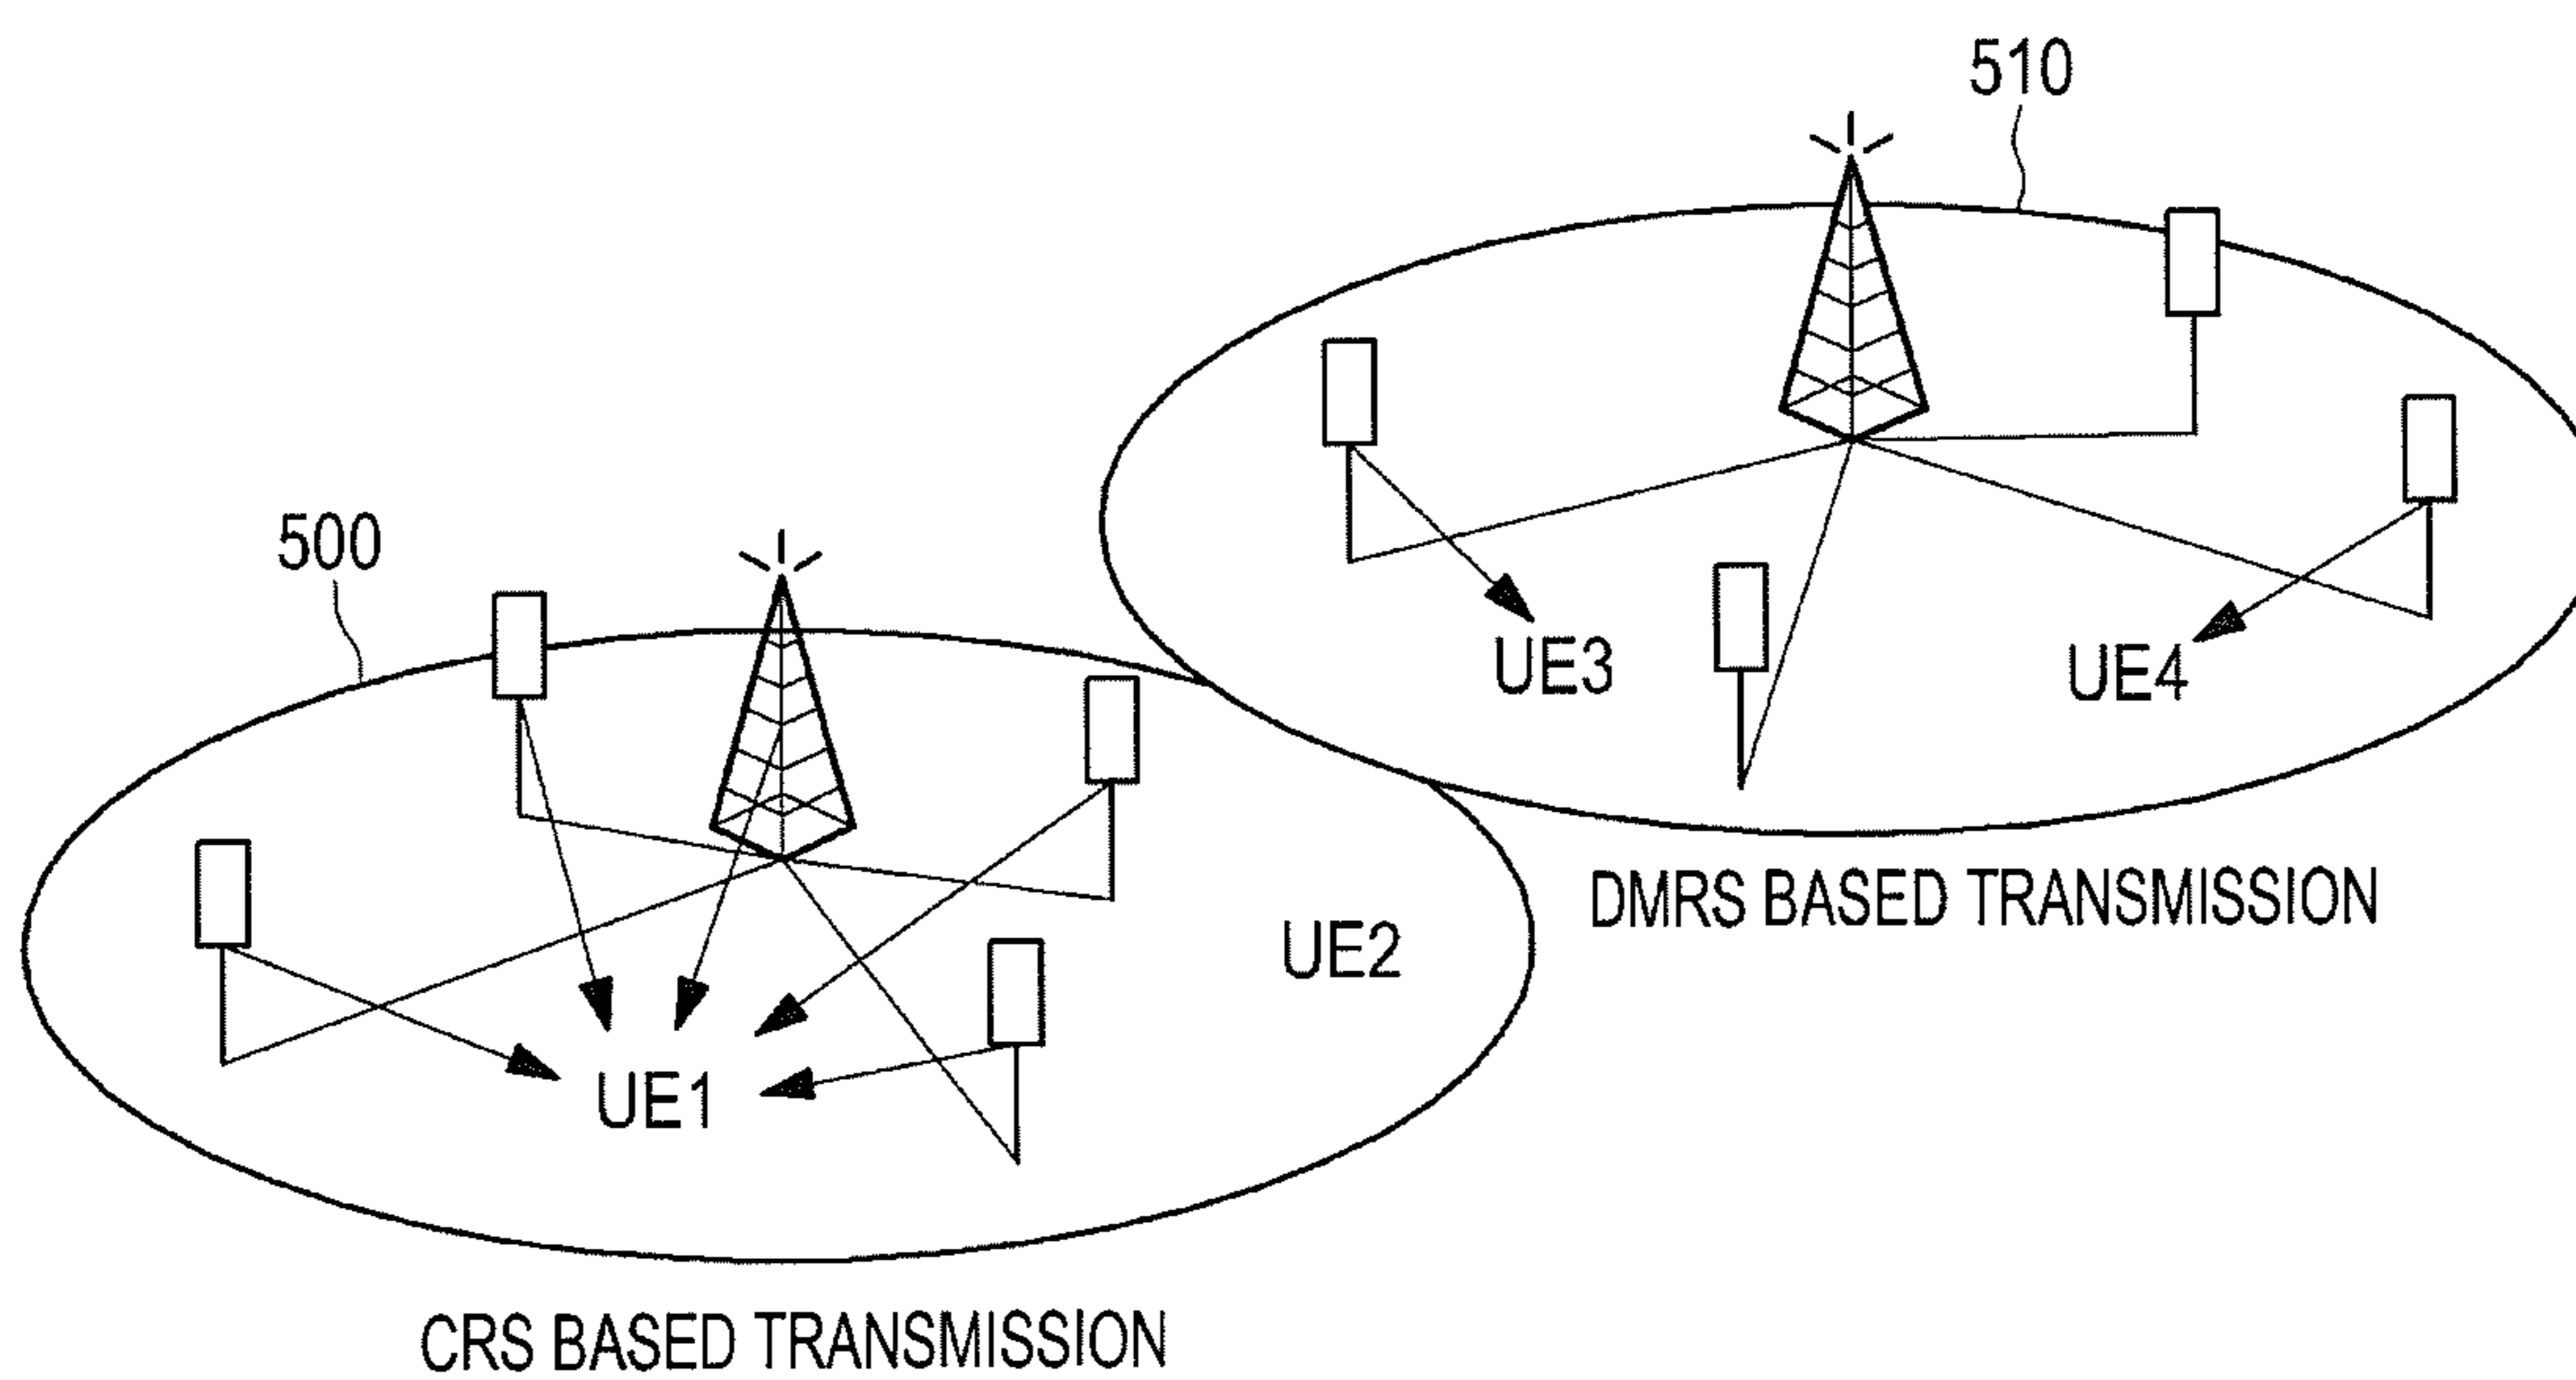 510
500
UE3
UE4
DMRS BASED TRANSMISSION
UE2
UE1
CRS BASED TRANSMISSION